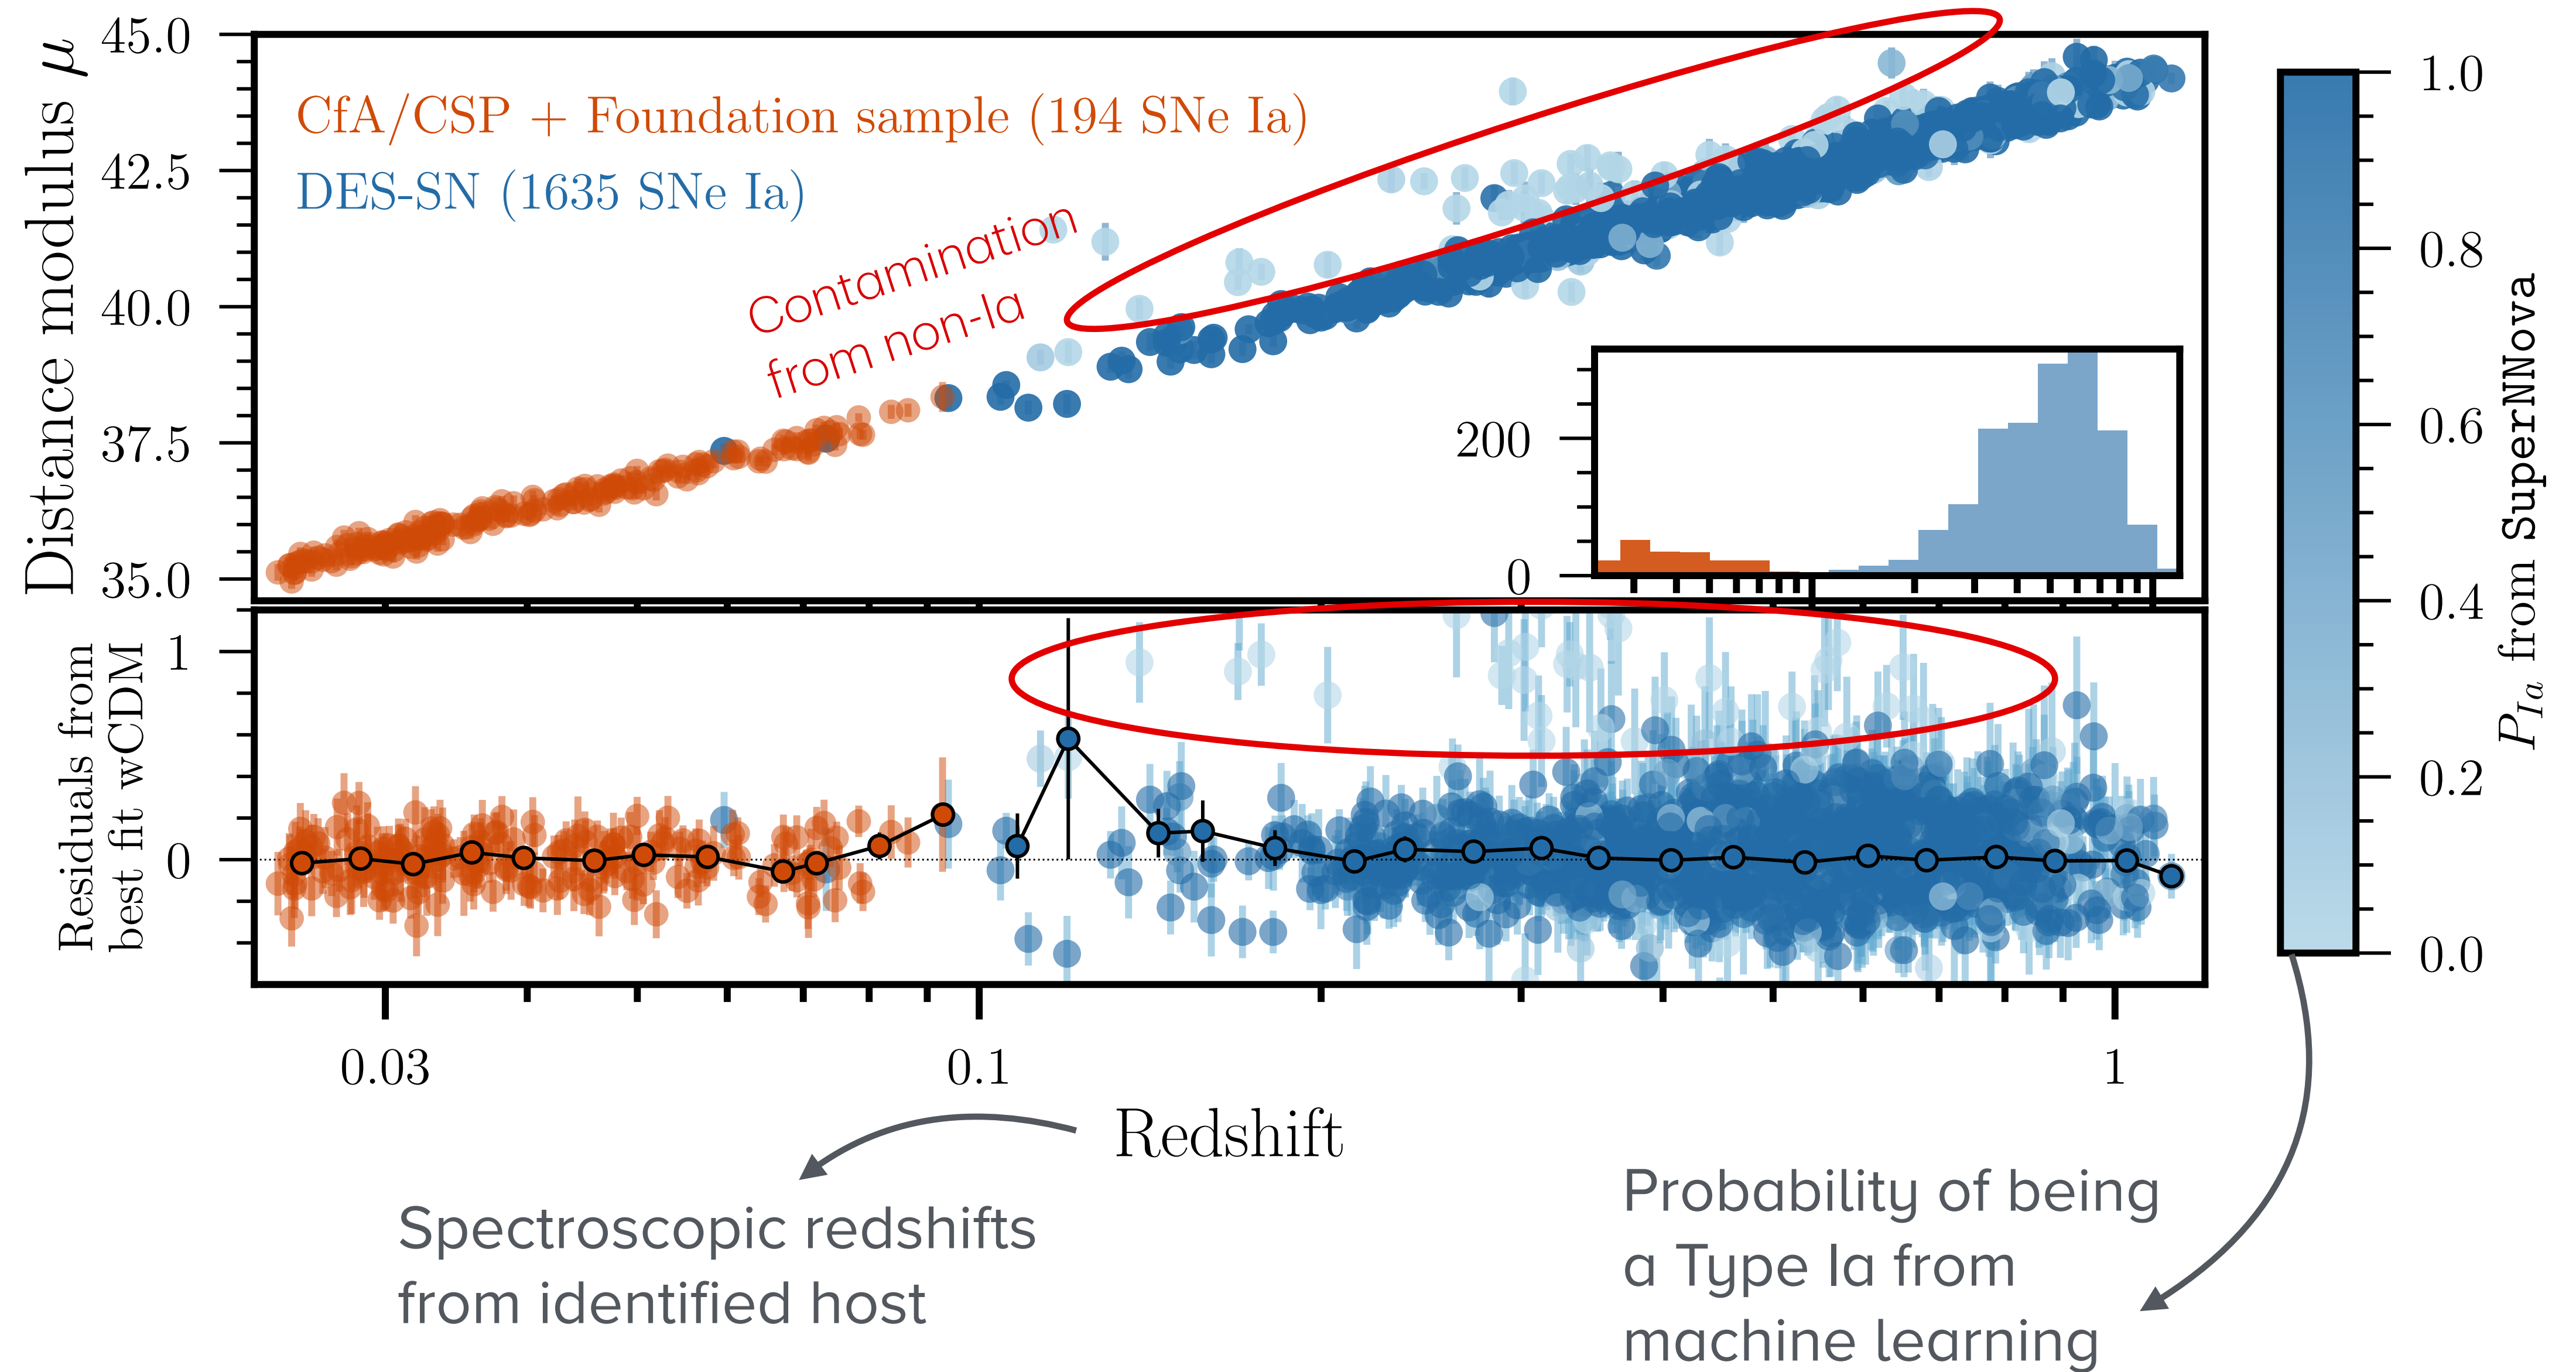 Distance modulus μ
45.0
42.5
40.0
37.5
35.0
CfA/CSP + Foundation sample (194 SNe Ia)
DES-SN (1635 SNe Ia)
Contamination
from non-Ia
200
0
Residuals from
best fit wCDM
1
0
0.03
0.1
1
Redshift
1.0
0.8
0.6
0.4
0.2
0.0
P_Ia from SuperNNova
Spectroscopic redshifts
from identified host
Probability of being
a Type Ia from
machine learning